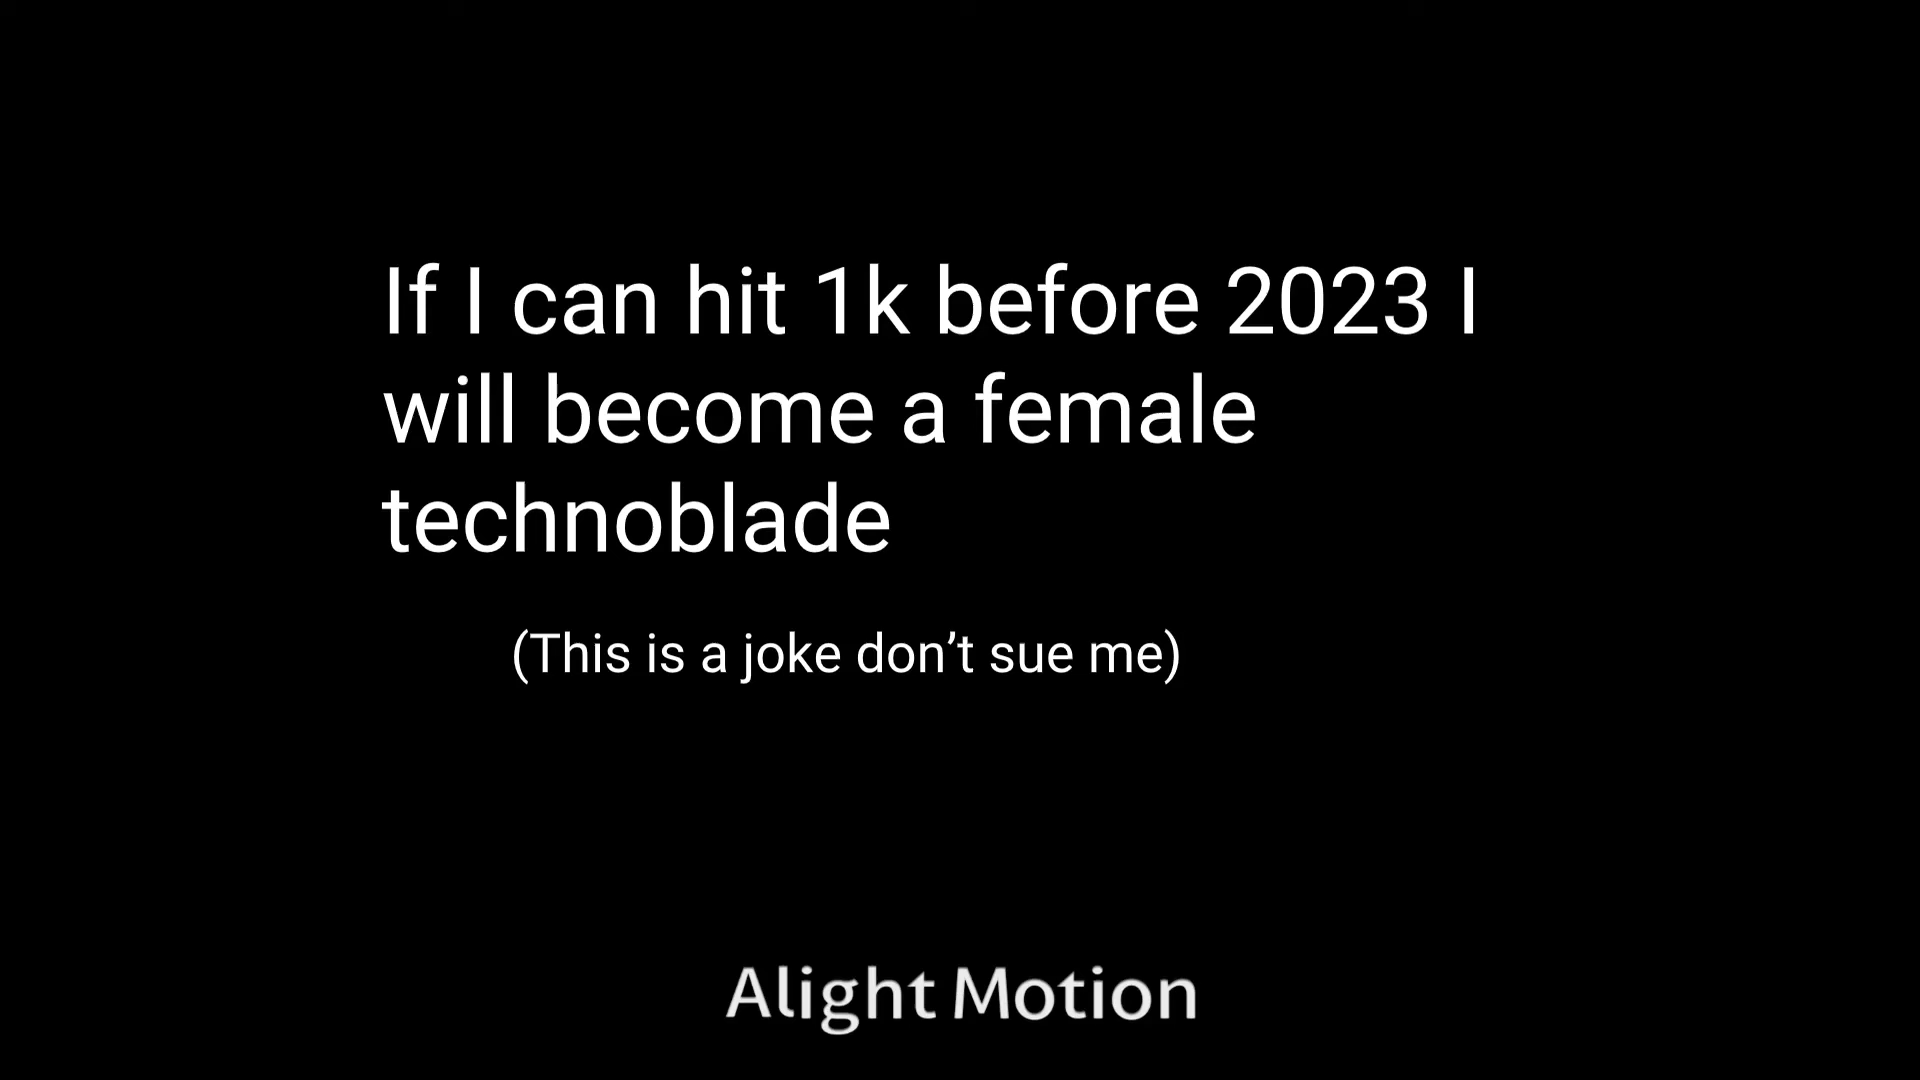 If I can hit 1k before 2023 I
will become a female
technoblade
(This is a joke don’t sue me)
Alight Motion